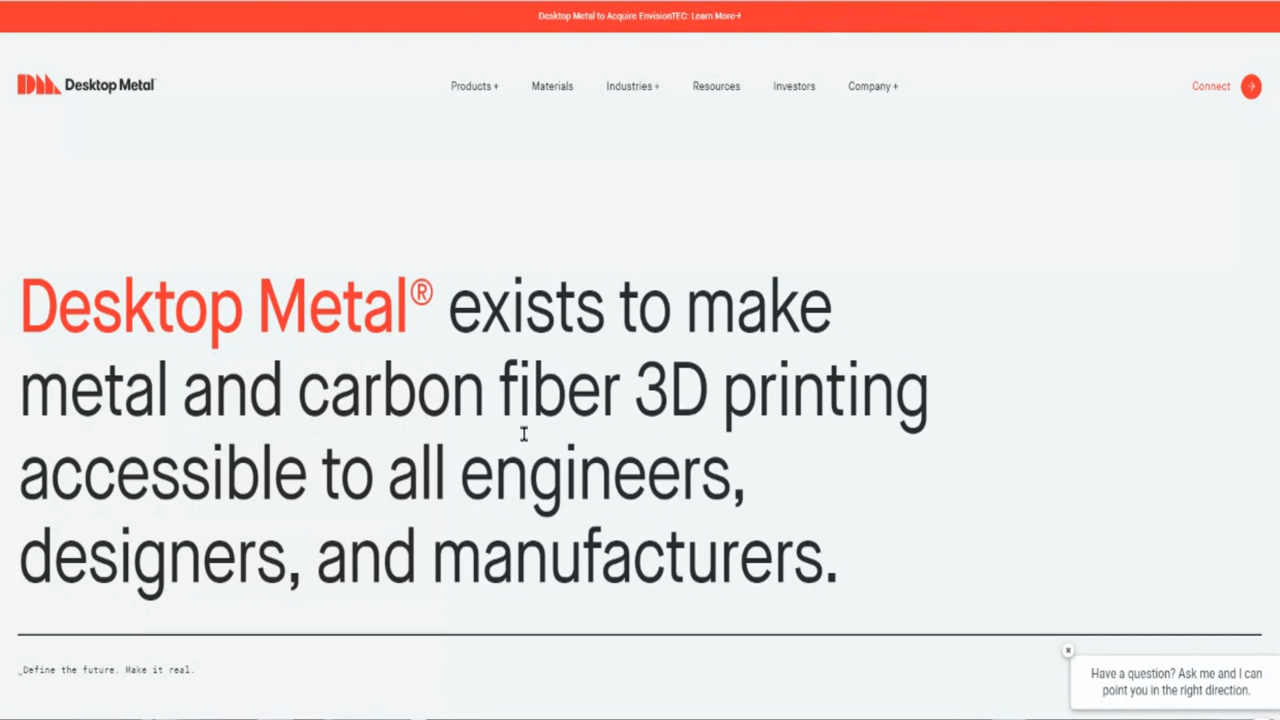 Desktop Metal to Acquire EnvisionTEC: Learn More→
Desktop Metal
Products + Materials Industries + Resources Investors Company + Connect →
Desktop Metal® exists to make
metal and carbon fiber 3D printing
accessible to all engineers,
designers, and manufacturers.
_Define the future. Make it real.
Have a question? Ask me and I can
point you in the right direction.